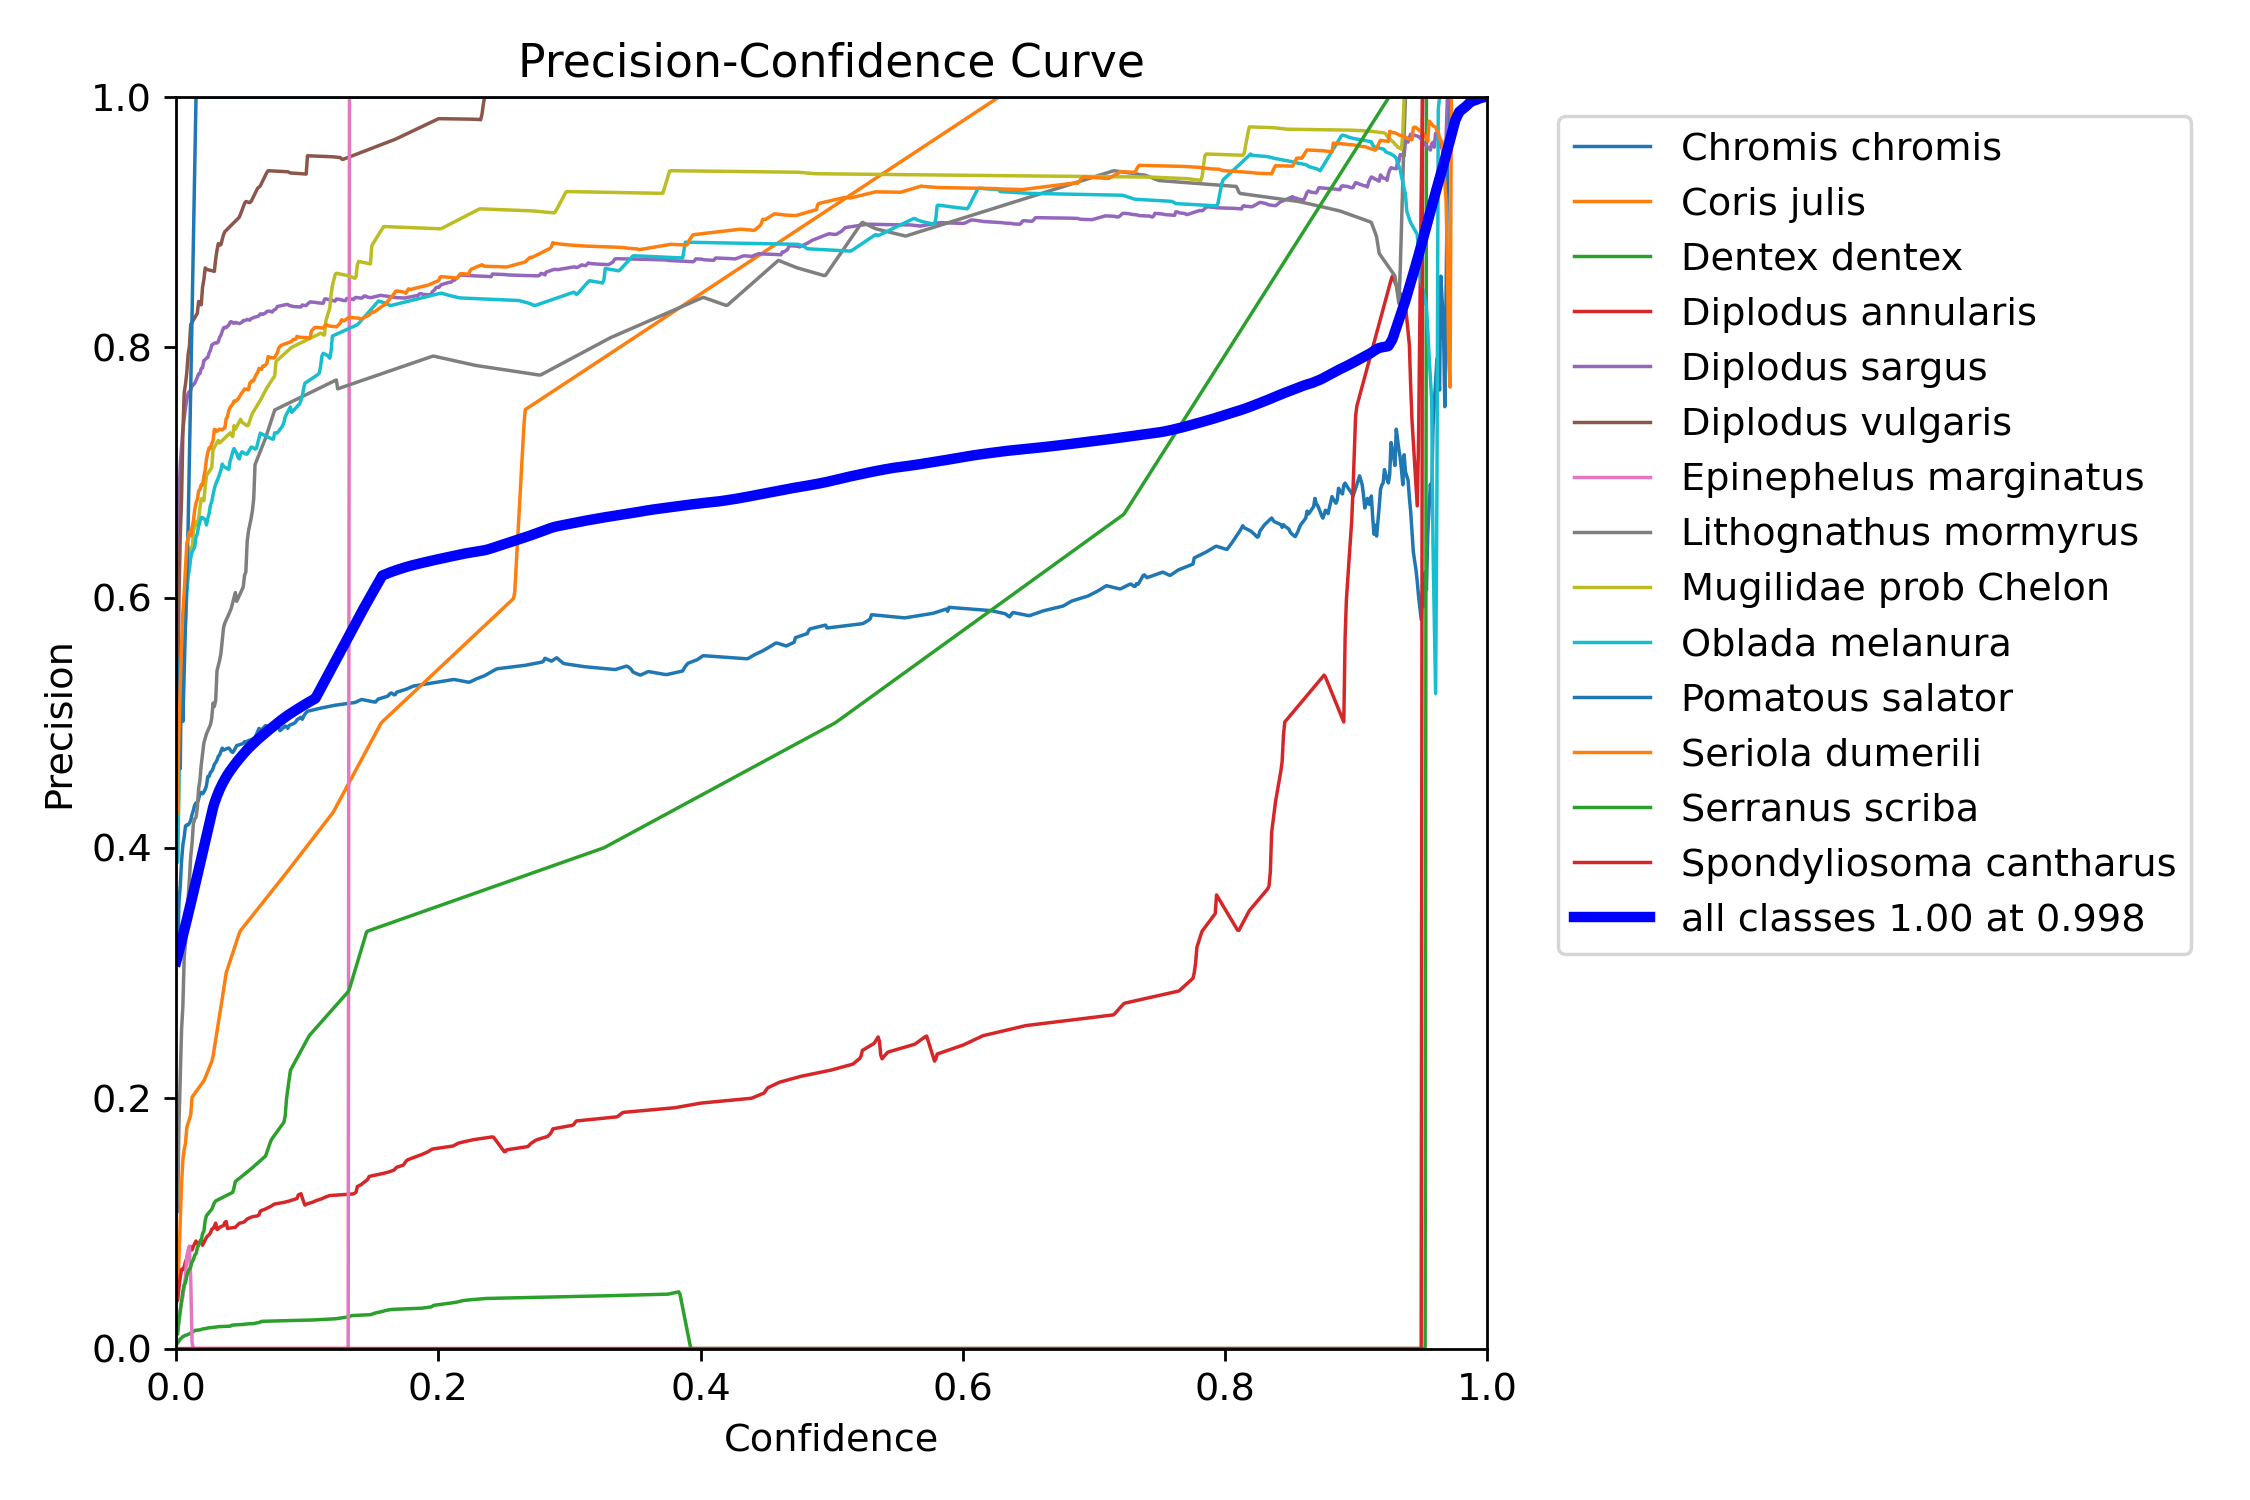 Precision-Confidence Curve
1.0
0.8
0.6
0.4
0.2
0.0
Precision
0.0 0.2 0.4 0.6 0.8 1.0
Confidence
Chromis chromis
Coris julis
Dentex dentex
Diplodus annularis
Diplodus sargus
Diplodus vulgaris
Epinephelus marginatus
Lithognathus mormyrus
Mugilidae prob Chelon
Oblada melanura
Pomatous salator
Seriola dumerili
Serranus scriba
Spondyliosoma cantharus
all classes 1.00 at 0.998